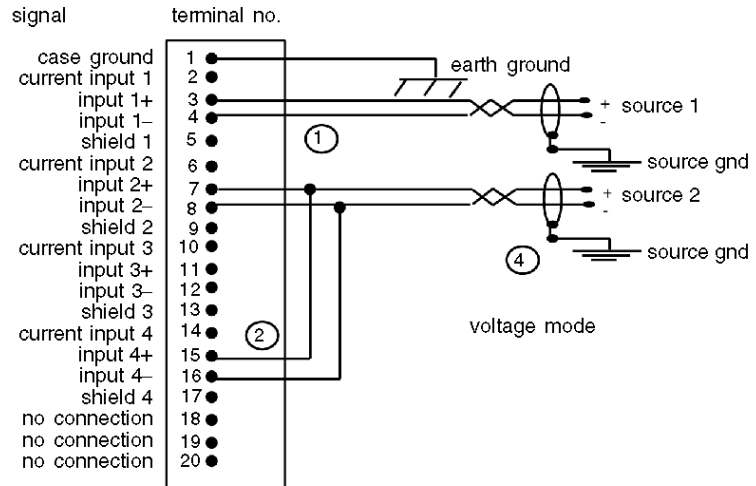 signal terminal no.
case ground 1
earth ground
current input 1 2
input 1+ 3 + source 1
input 1– 4 -
shield 1 5 1
source gnd
current input 2 6
input 2+ 7 + source 2
input 2– 8 -
shield 2 9
current input 3 10 4 source gnd
input 3+ 11
input 3– 12
shield 3 13
voltage mode
current input 4 14 2
input 4+ 15
input 4– 16
shield 4 17
no connection 18
no connection 19
no connection 20